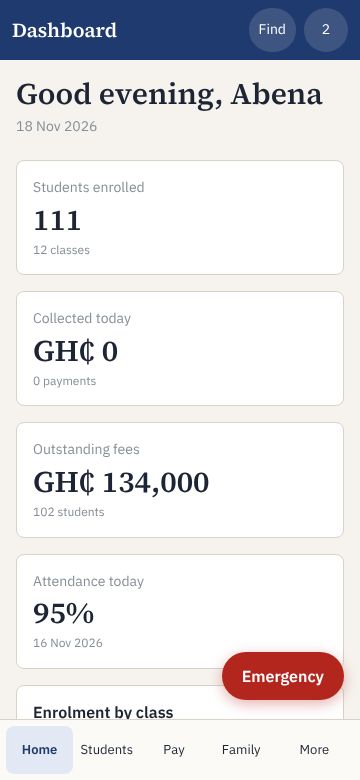 Dashboard
Find
2
Good evening, Abena
18 Nov 2026
Students enrolled
111
12 classes
Collected today
GH₵ 0
0 payments
Outstanding fees
GH₵ 134,000
102 students
Attendance today
95%
16 Nov 2026
Emergency
Enrolment by class
Home
Students
Pay
Family
More